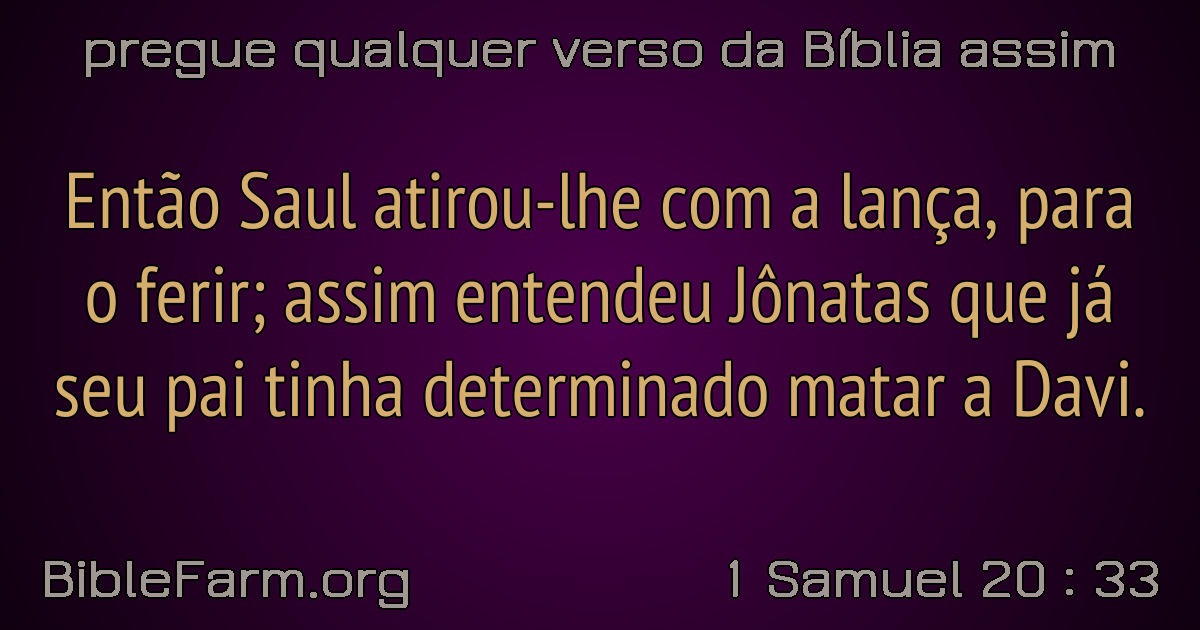 pregue qualquer verso da Bíblia assim
Então Saul atirou-lhe com a lança, para
o ferir; assim entendeu Jônatas que já
seu pai tinha determinado matar a Davi.
BibleFarm.org
1 Samuel 20 : 33